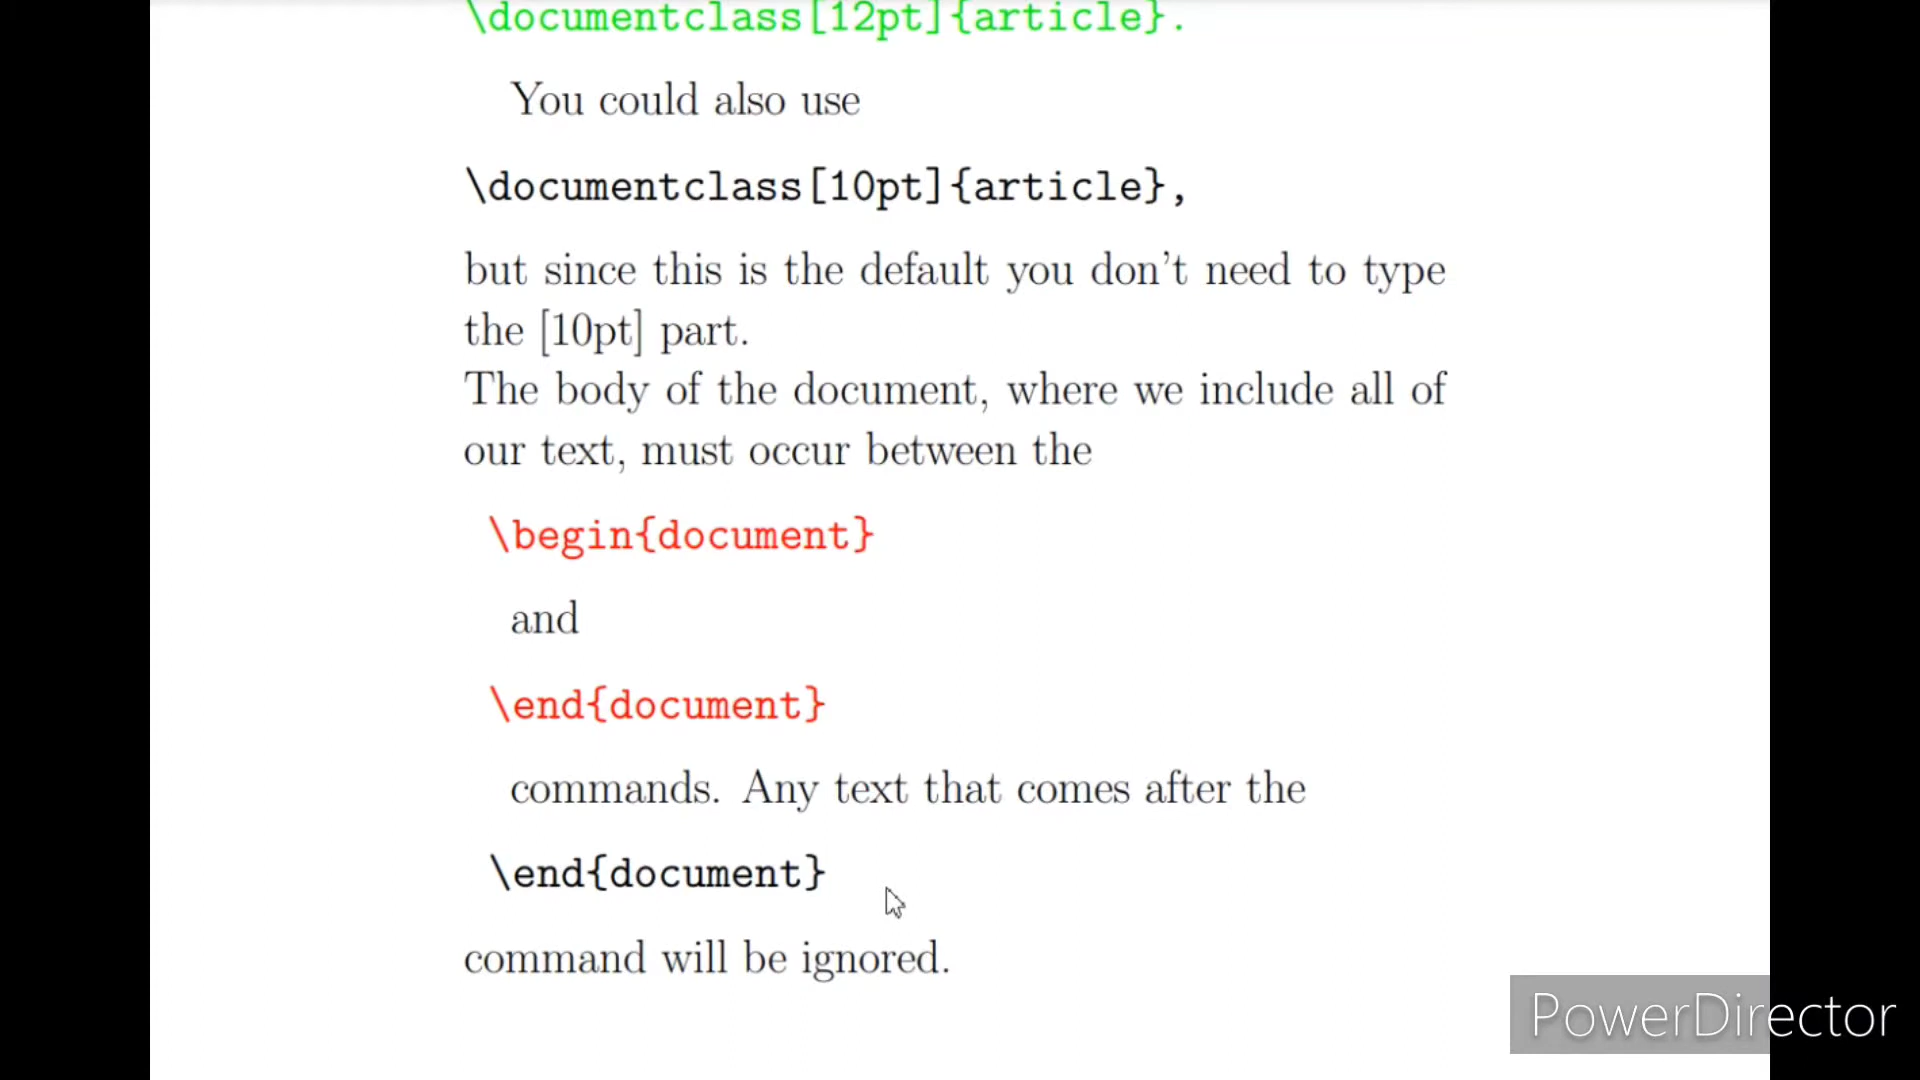 \documentclass[12pt]{article}.
You could also use
\documentclass[10pt]{article},
but since this is the default you don't need to type
the [10pt] part.
The body of the document, where we include all of
our text, must occur between the
\begin{document}
and
\end{document}
commands. Any text that comes after the
\end{document}
command will be ignored.
PowerDirector